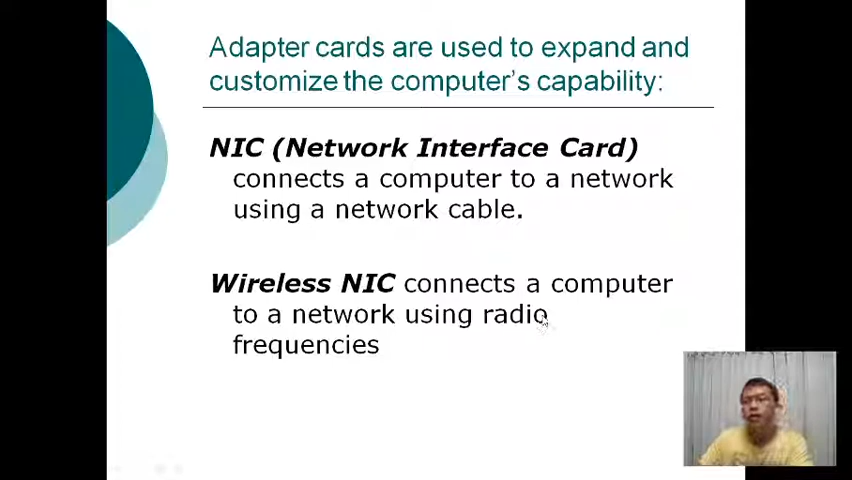 Adapter cards are used to expand and
customize the computer's capability:
NIC (Network Interface Card)
connects a computer to a network
using a network cable.
Wireless NIC connects a computer
to a network using radio
frequencies